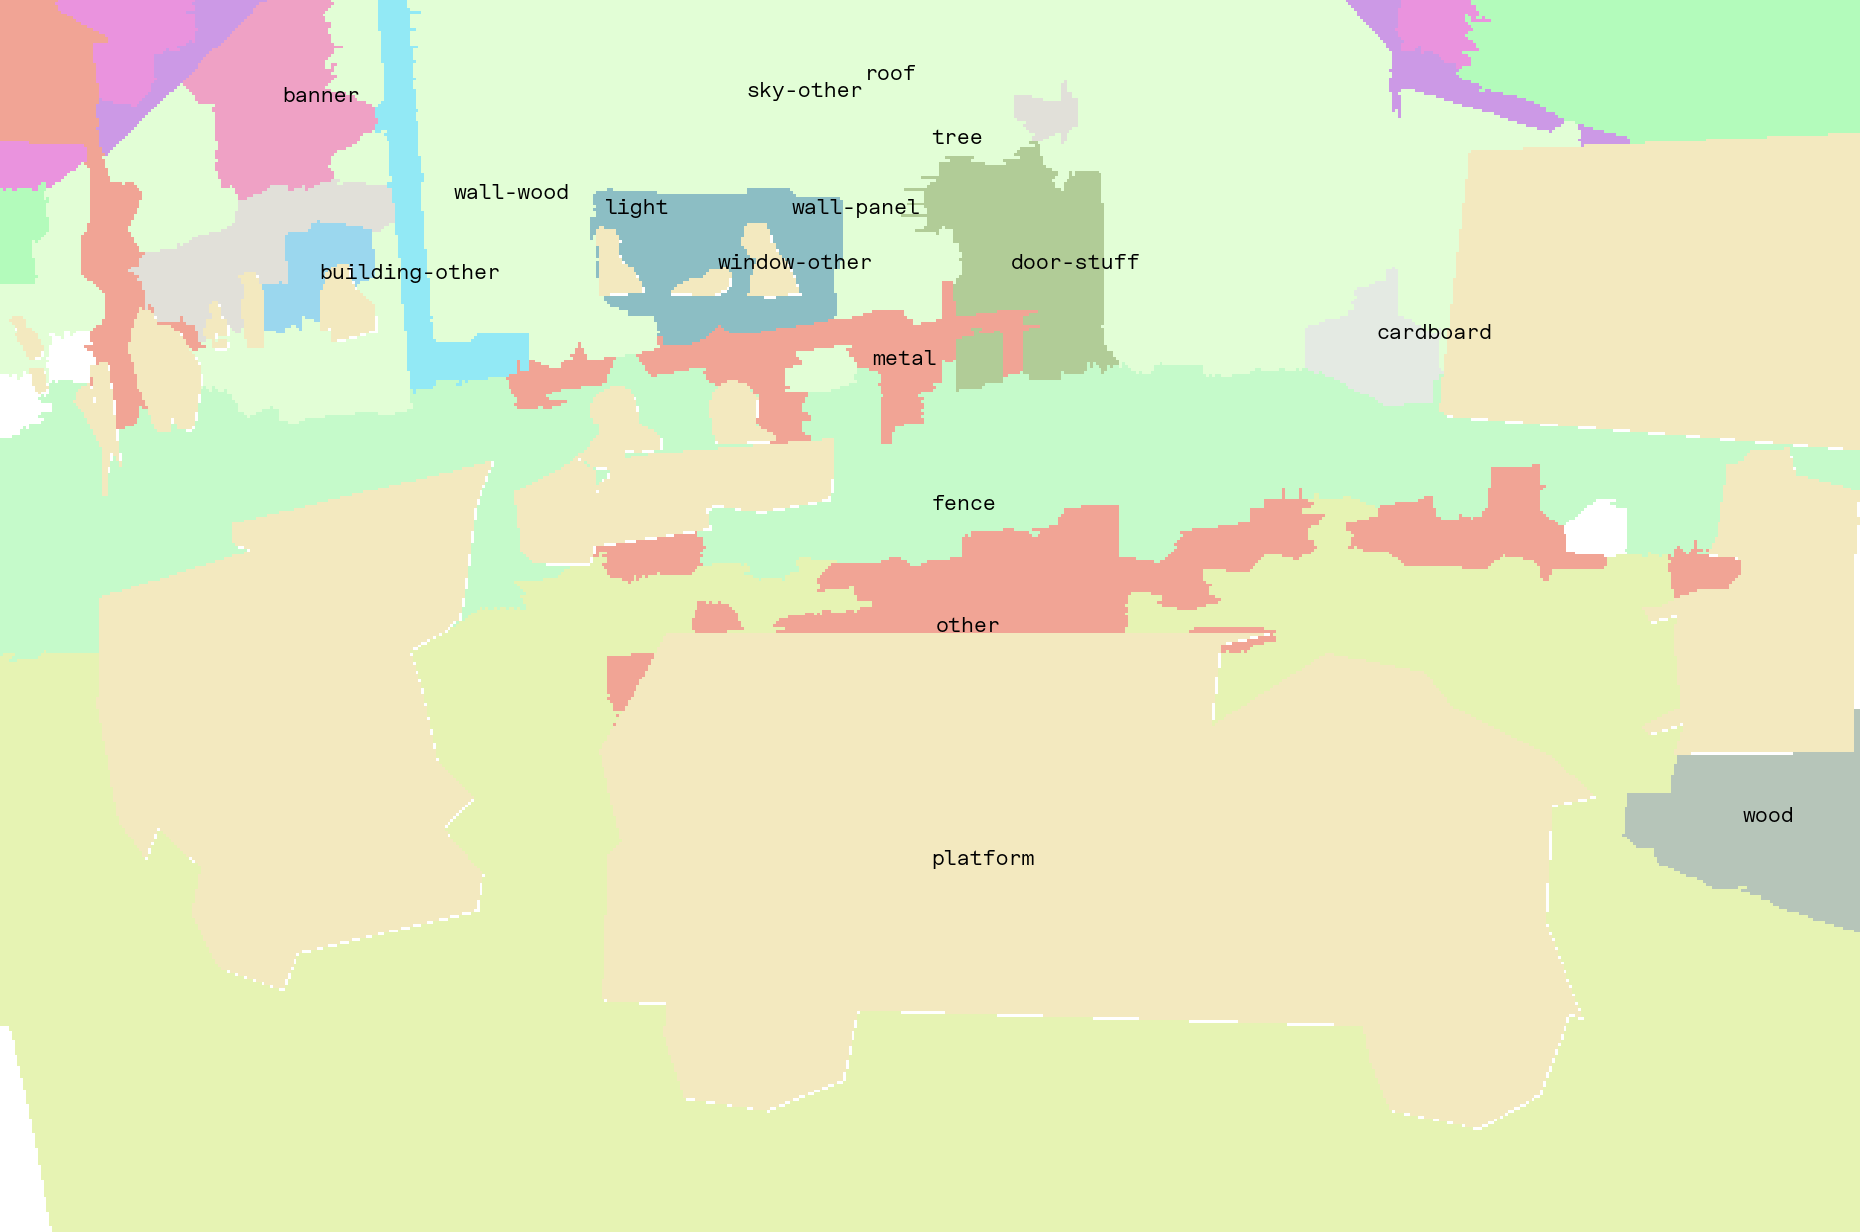 roof
sky-other
banner
tree
wall-wood
light
wall-panel
window-other
door-stuff
building-other
cardboard
metal
fence
other
wood
platform